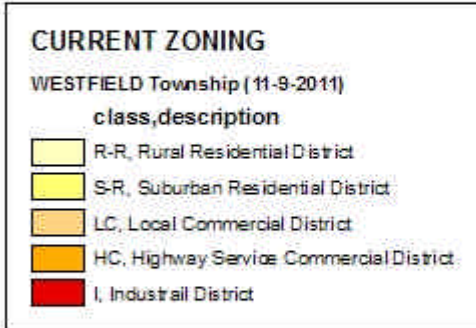 CURRENT ZONING
WESTFIELD Township (11-9-2011)
class,description
R-R, Rural Residential District
S-R, Suburban Residential District
LC, Local Commercial District
HC, Highway Service Commercial District
I, Industrail District